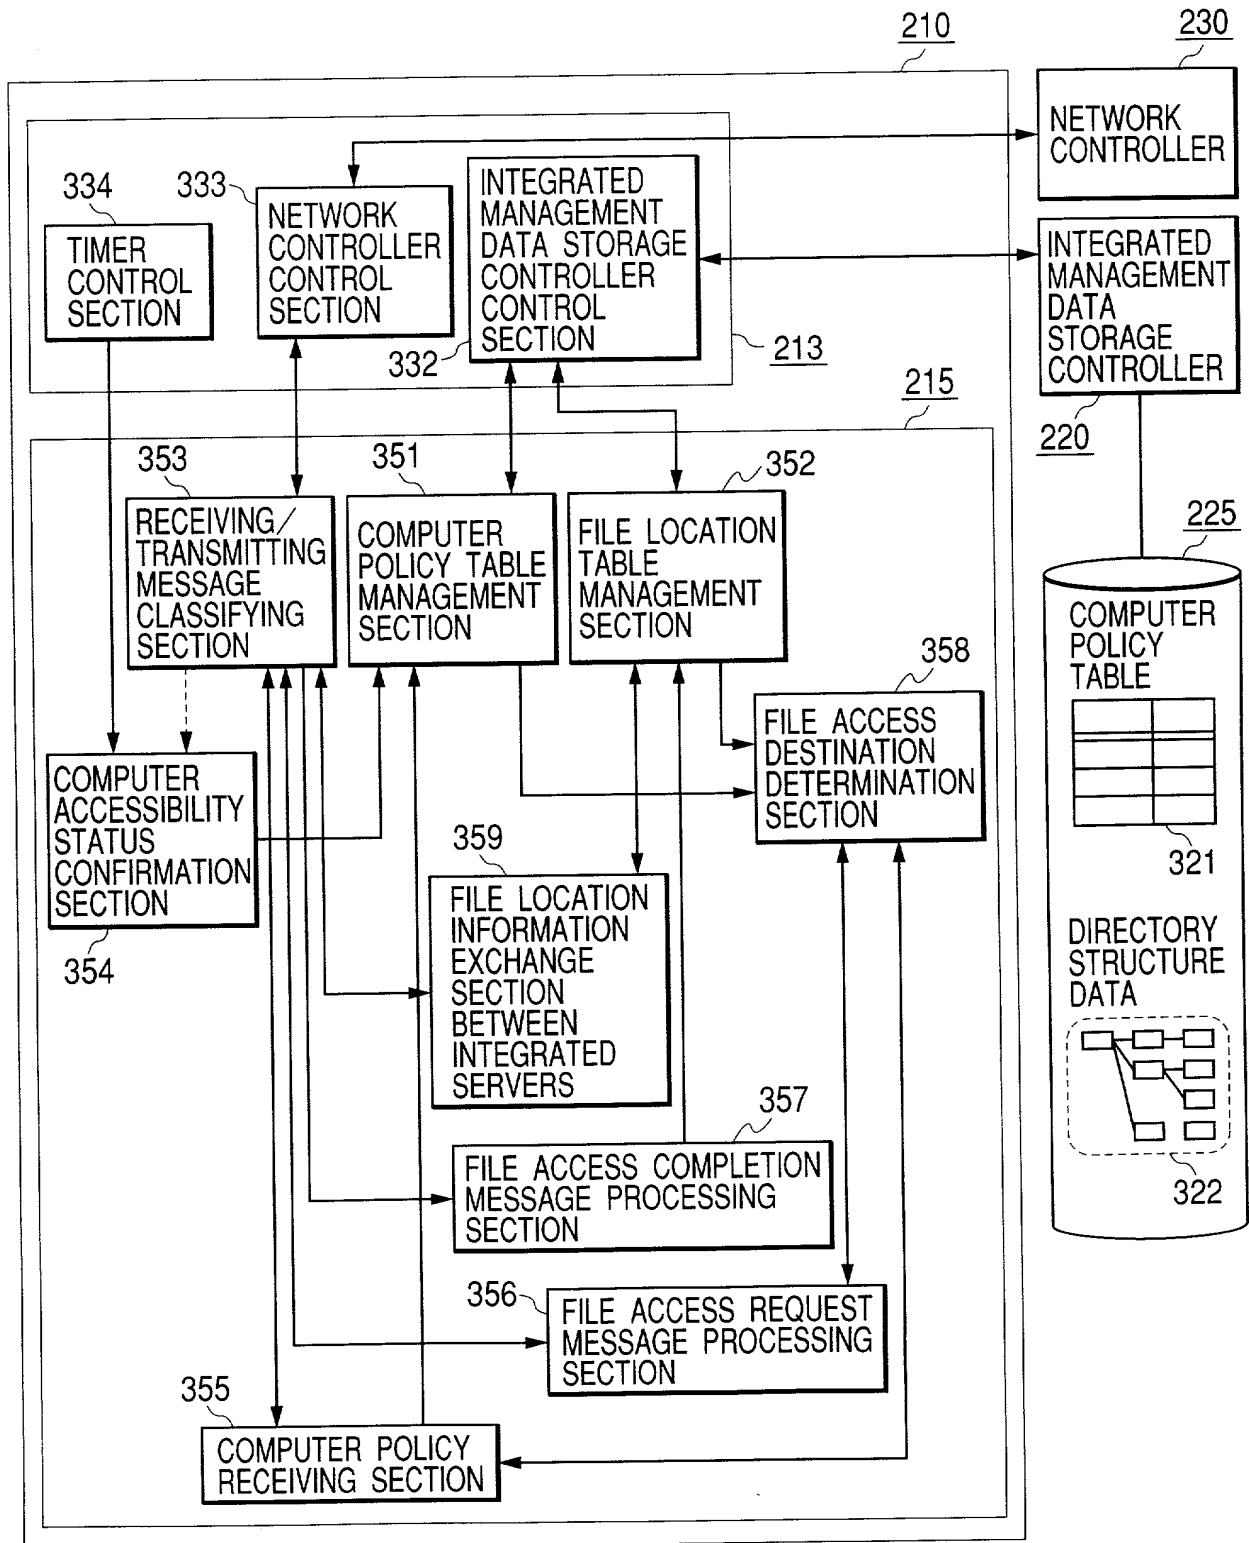 210
230
NETWORK
CONTROLLER
334
TIMER
CONTROL
SECTION
333
NETWORK
CONTROLLER
CONTROL
SECTION
INTEGRATED
MANAGEMENT
DATA STORAGE
CONTROLLER
CONTROL
SECTION
332
213
INTEGRATED
MANAGEMENT
DATA
STORAGE
CONTROLLER
220
215
353
RECEIVING/
TRANSMITTING
MESSAGE
CLASSIFYING
SECTION
351
COMPUTER
POLICY TABLE
MANAGEMENT
SECTION
352
FILE LOCATION
TABLE
MANAGEMENT
SECTION
225
COMPUTER
POLICY
TABLE
321
358
FILE ACCESS
DESTINATION
DETERMINATION
SECTION
COMPUTER
ACCESSIBILITY
STATUS
CONFIRMATION
SECTION
354
359
FILE LOCATION
INFORMATION
EXCHANGE
SECTION
BETWEEN
INTEGRATED
SERVERS
DIRECTORY
STRUCTURE
DATA
322
357
FILE ACCESS COMPLETION
MESSAGE PROCESSING
SECTION
356
FILE ACCESS REQUEST
MESSAGE PROCESSING
SECTION
355
COMPUTER POLICY
RECEIVING SECTION